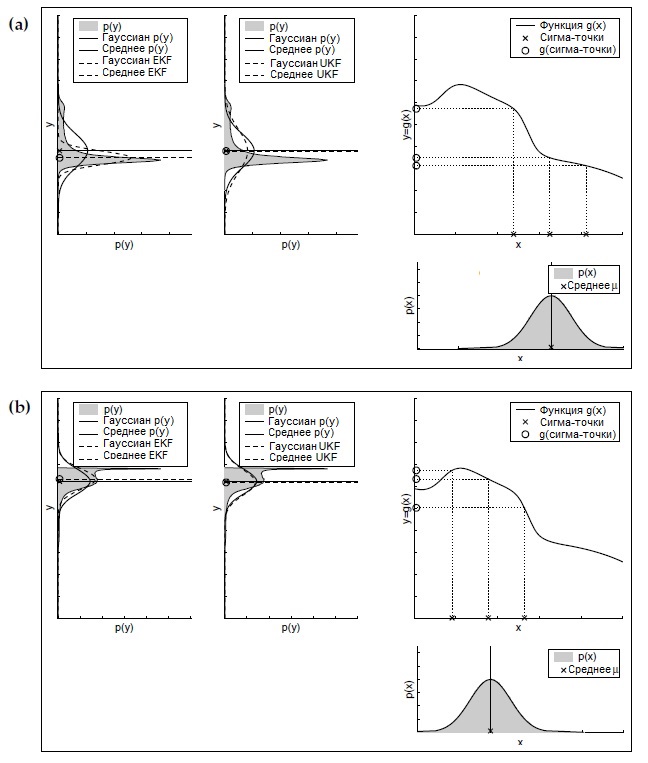 (a)
p(y)
Гауссиан p(y)
Среднее p(y)
Гауссиан EKF
Среднее EKF
y
p(y)
p(y)
Гауссиан p(y)
Среднее p(y)
Гауссиан UKF
Среднее UKF
y
p(y)
Функция g(x)
Сигма-точки
g(сигма-точки)
y=g(x)
x
p(x)
Среднее μ
p(x)
x
(b)
p(y)
Гауссиан p(y)
Среднее p(y)
Гауссиан EKF
Среднее EKF
y
p(y)
p(y)
Гауссиан p(y)
Среднее p(y)
Гауссиан UKF
Среднее UKF
y
p(y)
Функция g(x)
Сигма-точки
g(сигма-точки)
y=g(x)
x
p(x)
Среднее μ
p(x)
x